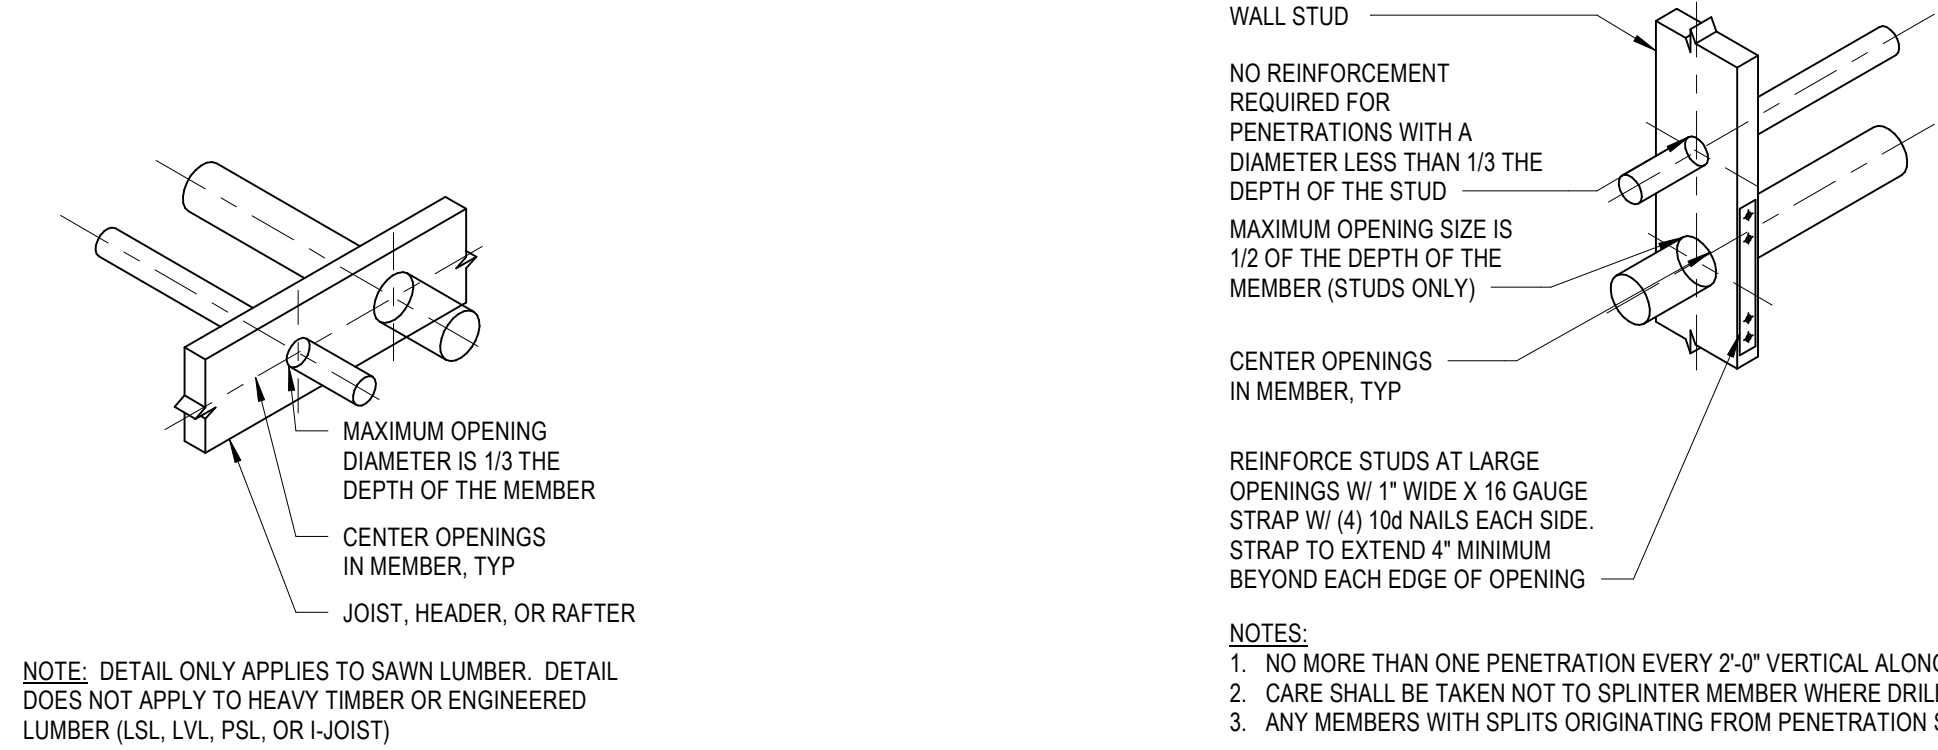 MAXIMUM OPENING
DIAMETER IS 1/3 THE
DEPTH OF THE MEMBER
CENTER OPENINGS
IN MEMBER, TYP
JOIST, HEADER, OR RAFTER
NOTE: DETAIL ONLY APPLIES TO SAWN LUMBER. DETAIL
DOES NOT APPLY TO HEAVY TIMBER OR ENGINEERED
LUMBER (LSL, LVL, PSL, OR I-JOIST)
WALL STUD
NO REINFORCEMENT
REQUIRED FOR
PENETRATIONS WITH A
DIAMETER LESS THAN 1/3 THE
DEPTH OF THE STUD
MAXIMUM OPENING SIZE IS
1/2 OF THE DEPTH OF THE
MEMBER (STUDS ONLY)
CENTER OPENINGS
IN MEMBER, TYP
REINFORCE STUDS AT LARGE
OPENINGS W/ 1" WIDE X 16 GAUGE
STRAP W/ (4) 10d NAILS EACH SIDE.
STRAP TO EXTEND 4" MINIMUM
BEYOND EACH EDGE OF OPENING
NOTES:
1. NO MORE THAN ONE PENETRATION EVERY 2'-0" VERTICAL
2. CARE SHALL BE TAKEN NOT TO SPLINTER MEMBER WHERE
3. ANY MEMBERS WITH SPLITS ORIGINATING FROM PENETRATION